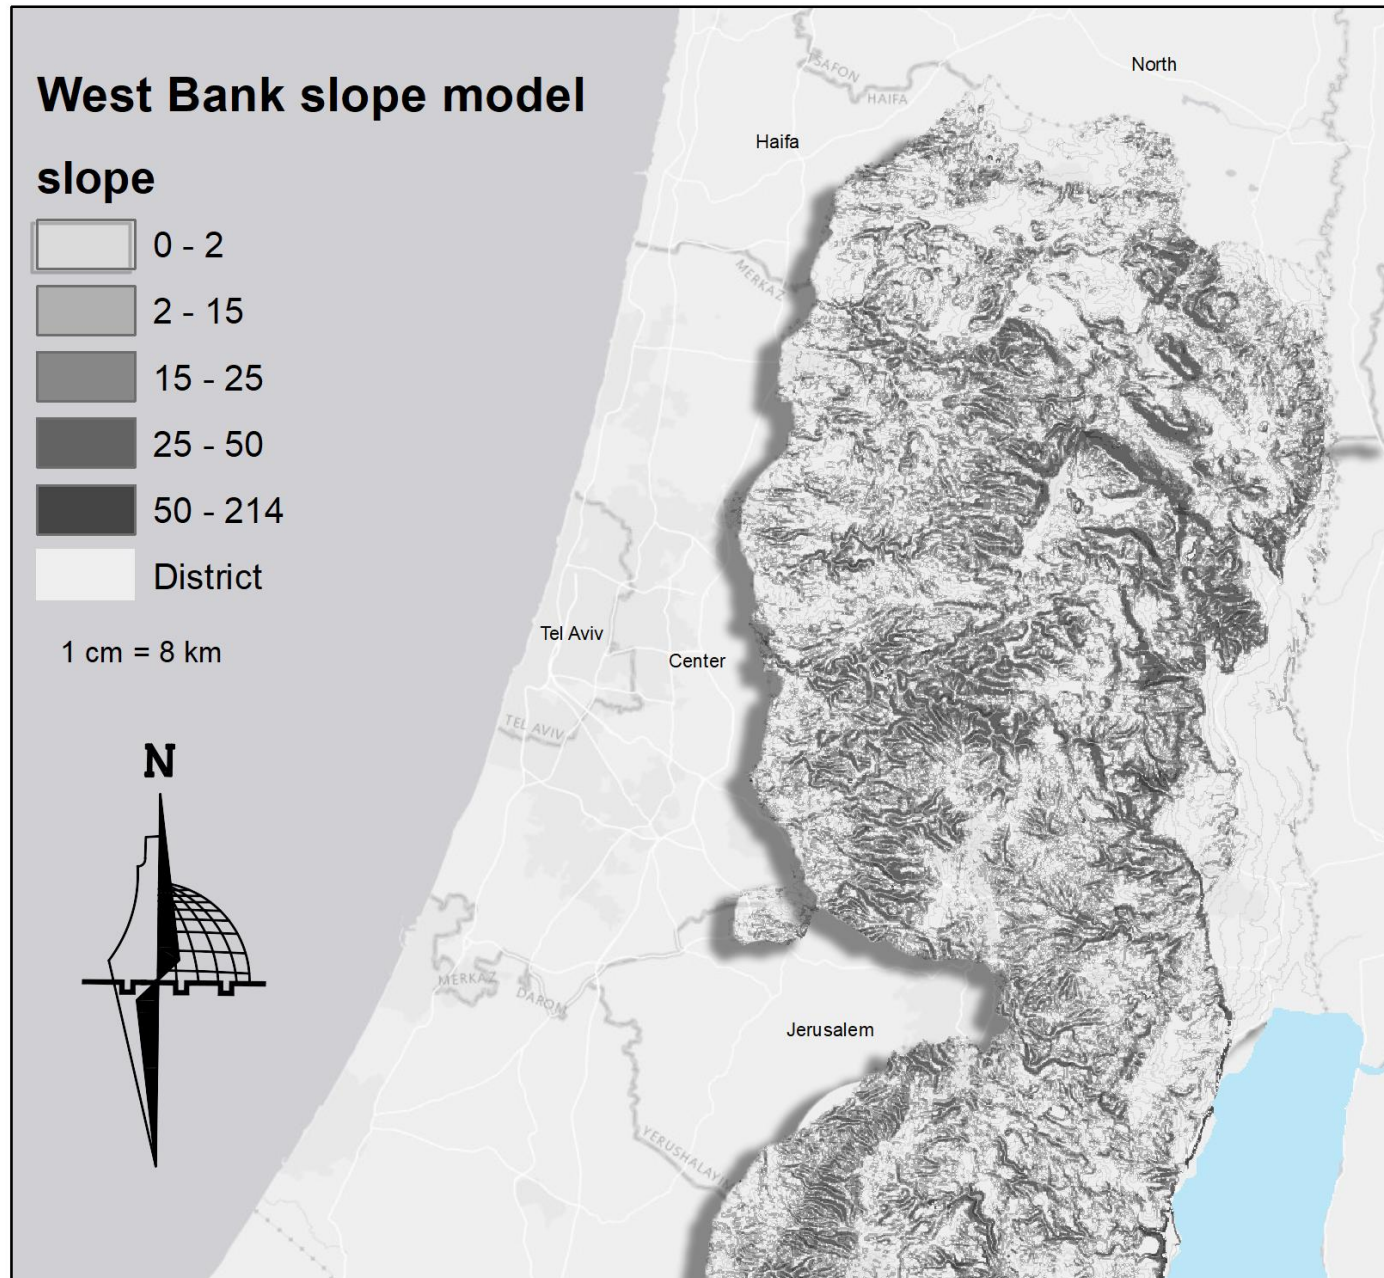 West Bank slope model
slope
0 - 2
2 - 15
15 - 25
25 - 50
50 - 214
District
1 cm = 8 km
N
North
TSAFON
HAIFA
Haifa
MERKAZ
Tel Aviv
Center
TEL AVIV
MERKAZ
DAROM
Jerusalem
YERUSHALAYIM